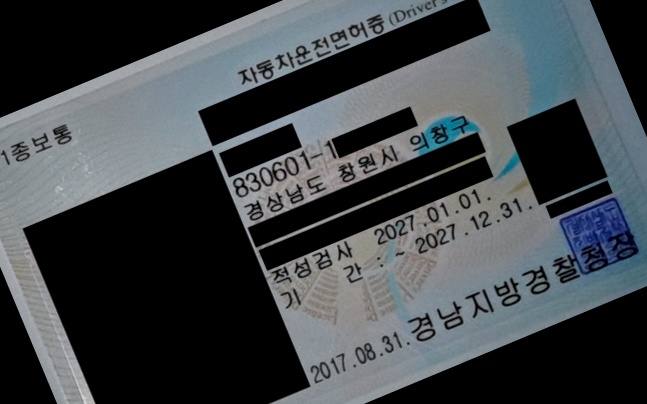 자동차운전면허증 (Driver's
1종보통
830601-1
경상남도 창원시 의창구
적성검사 2027.01.01.
기 간 : ~ 2027.12.31.
2017.08.31. 경남지방경찰청장